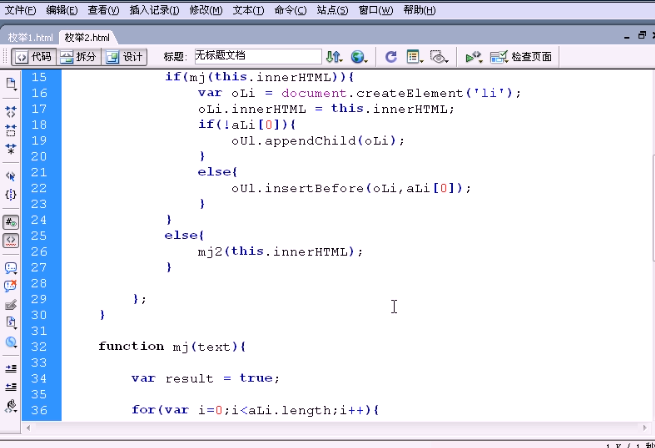 文件(F) 编辑(E) 查看(V) 插入记录(I) 修改(M) 文本(T) 命令(C) 站点(S) 窗口(W) 帮助(H)
枚举1.html 枚举2.html
代码 拆分 设计 标题: 无标题文档 检查页面
15 if(mj(this.innerHTML)){
16 var oLi = document.createElement('li');
17 oLi.innerHTML = this.innerHTML;
18 if(!aLi[0]){
19 oUl.appendChild(oLi);
20 }
21 else{
22 oUl.insertBefore(oLi,aLi[0]);
23 }
24 }
25 else{
26 mj2(this.innerHTML);
27 }
28
29 };
30 }
31
32 function mj(text){
33
34 var result = true;
35
36 for(var i=0;i<aLi.length;i++){